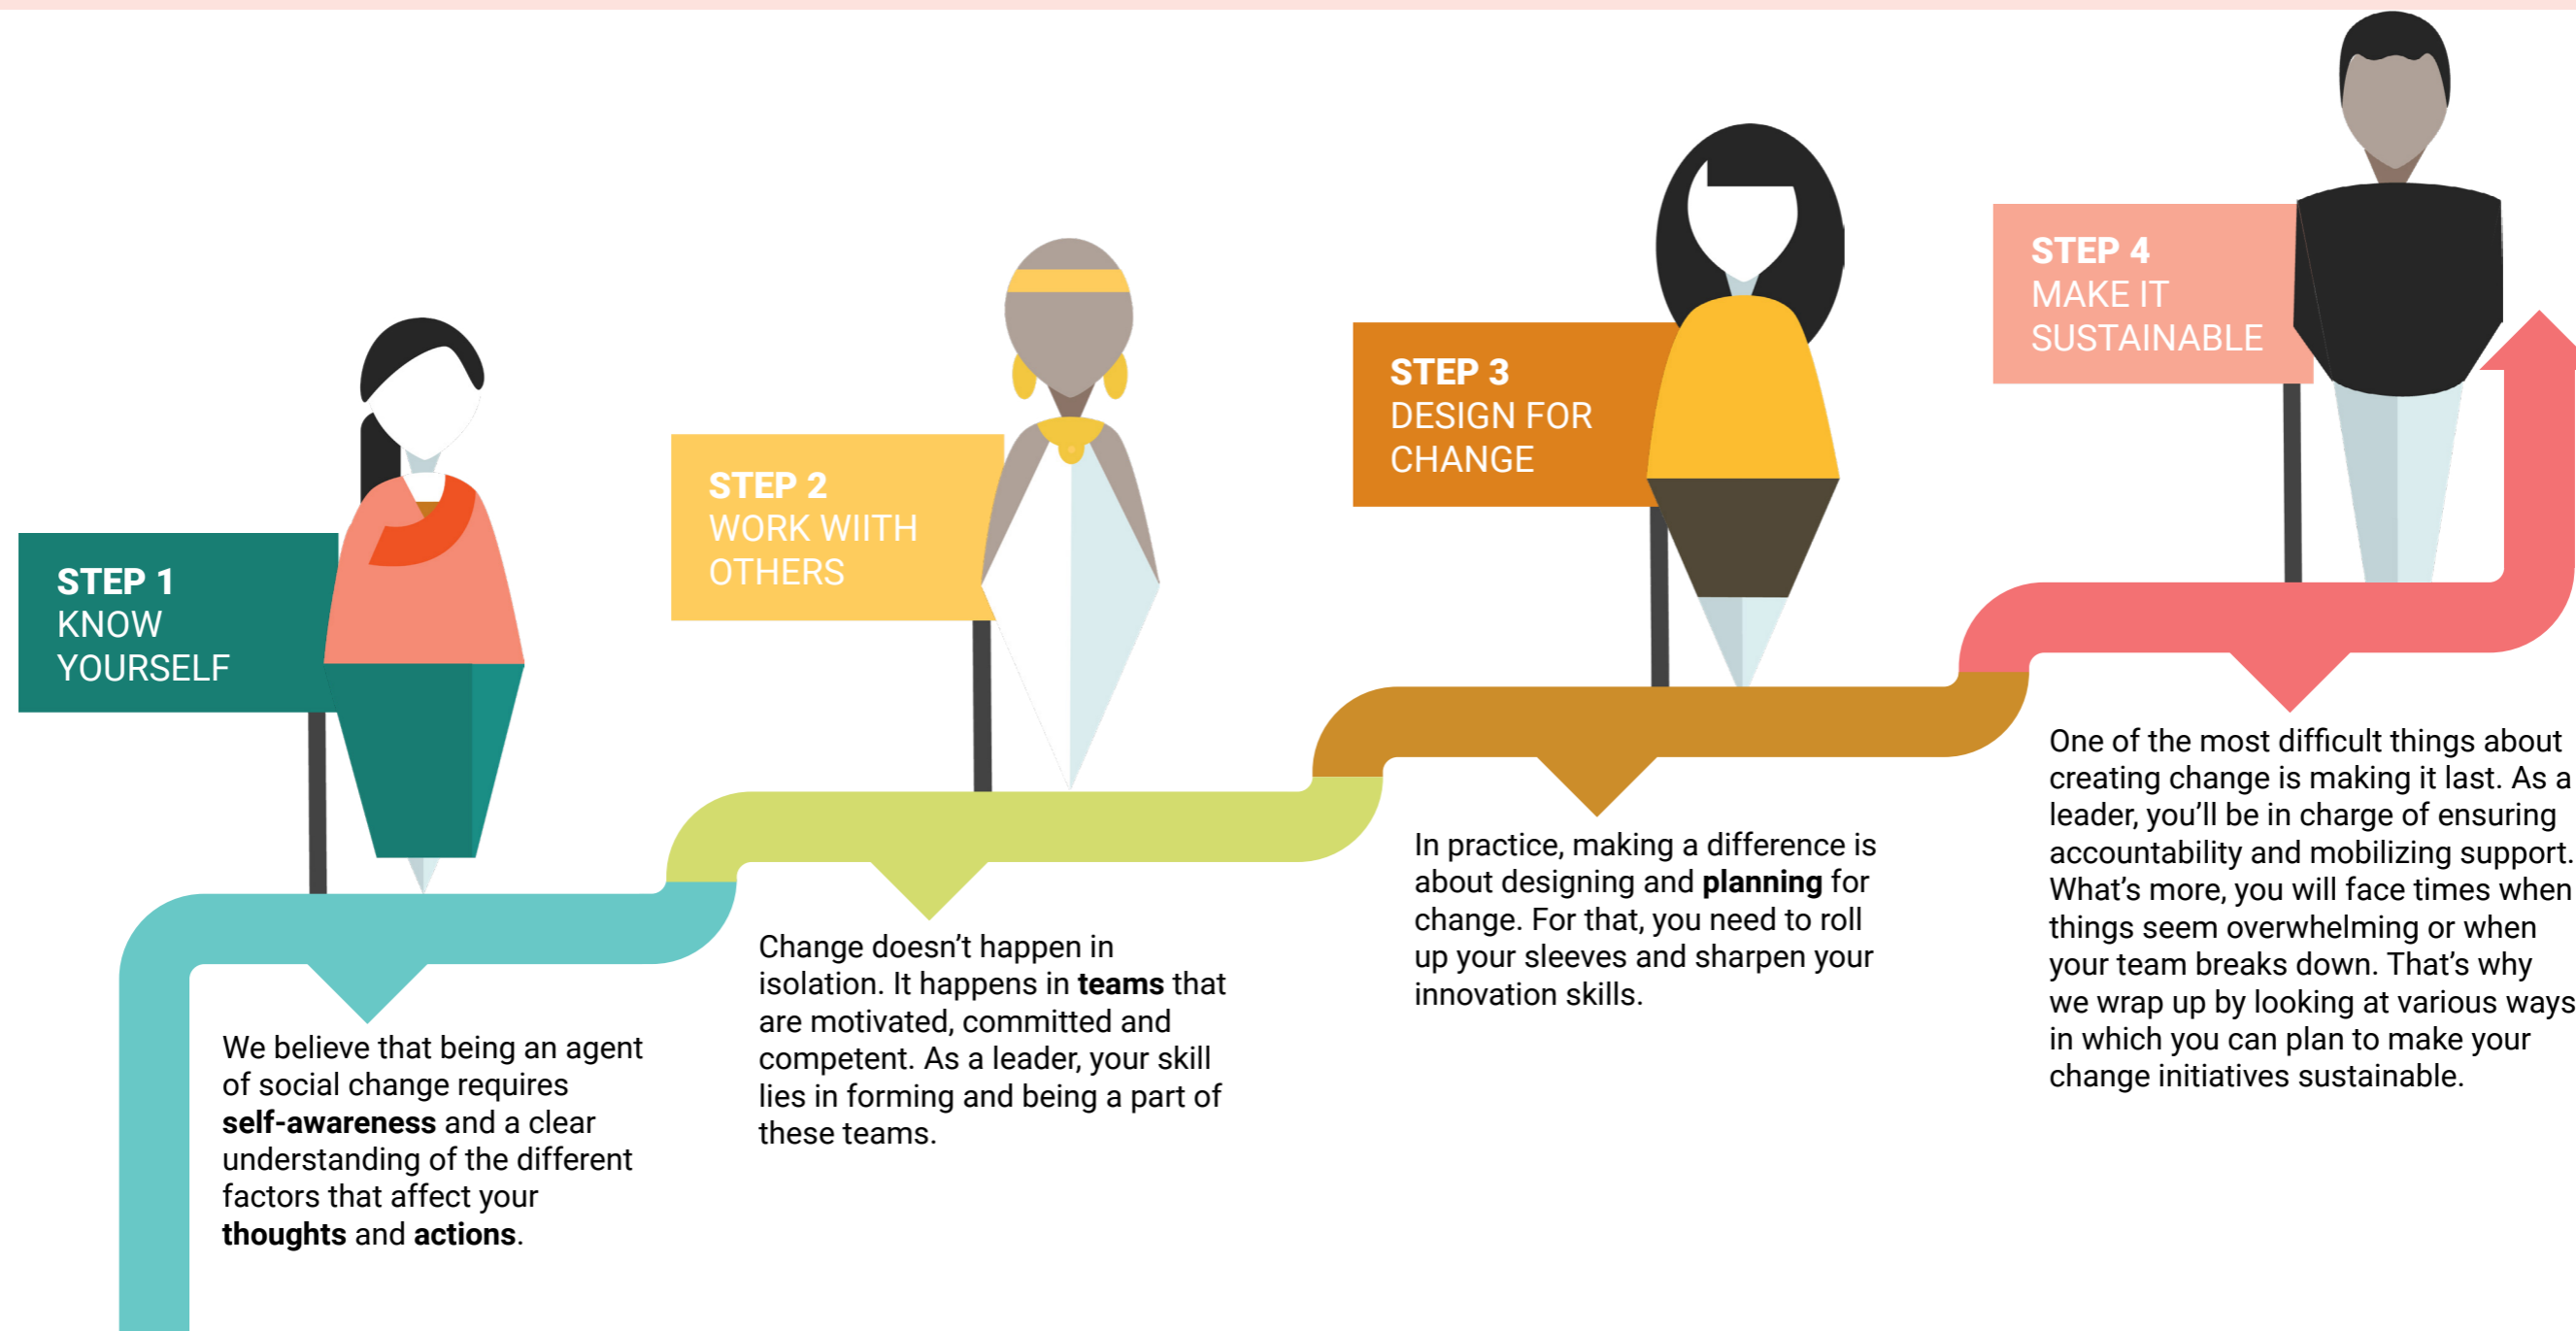 STEP 1
KNOW
YOURSELF
We believe that being an agent
of social change requires
self-awareness and a clear
understanding of the different
factors that affect your
thoughts and actions.
STEP 2
WORK WIITH
OTHERS
Change doesn’t happen in
isolation. It happens in teams that
are motivated, committed and
competent. As a leader, your skill
lies in forming and being a part of
these teams.
STEP 3
DESIGN FOR
CHANGE
In practice, making a difference is
about designing and planning for
change. For that, you need to roll
up your sleeves and sharpen your
innovation skills.
STEP 4
MAKE IT
SUSTAINABLE
One of the most difficult things about
creating change is making it last. As a
leader, you’ll be in charge of ensuring
accountability and mobilizing support.
What’s more, you will face times when
things seem overwhelming or when
your team breaks down. That’s why
we wrap up by looking at various ways
in which you can plan to make your
change initiatives sustainable.